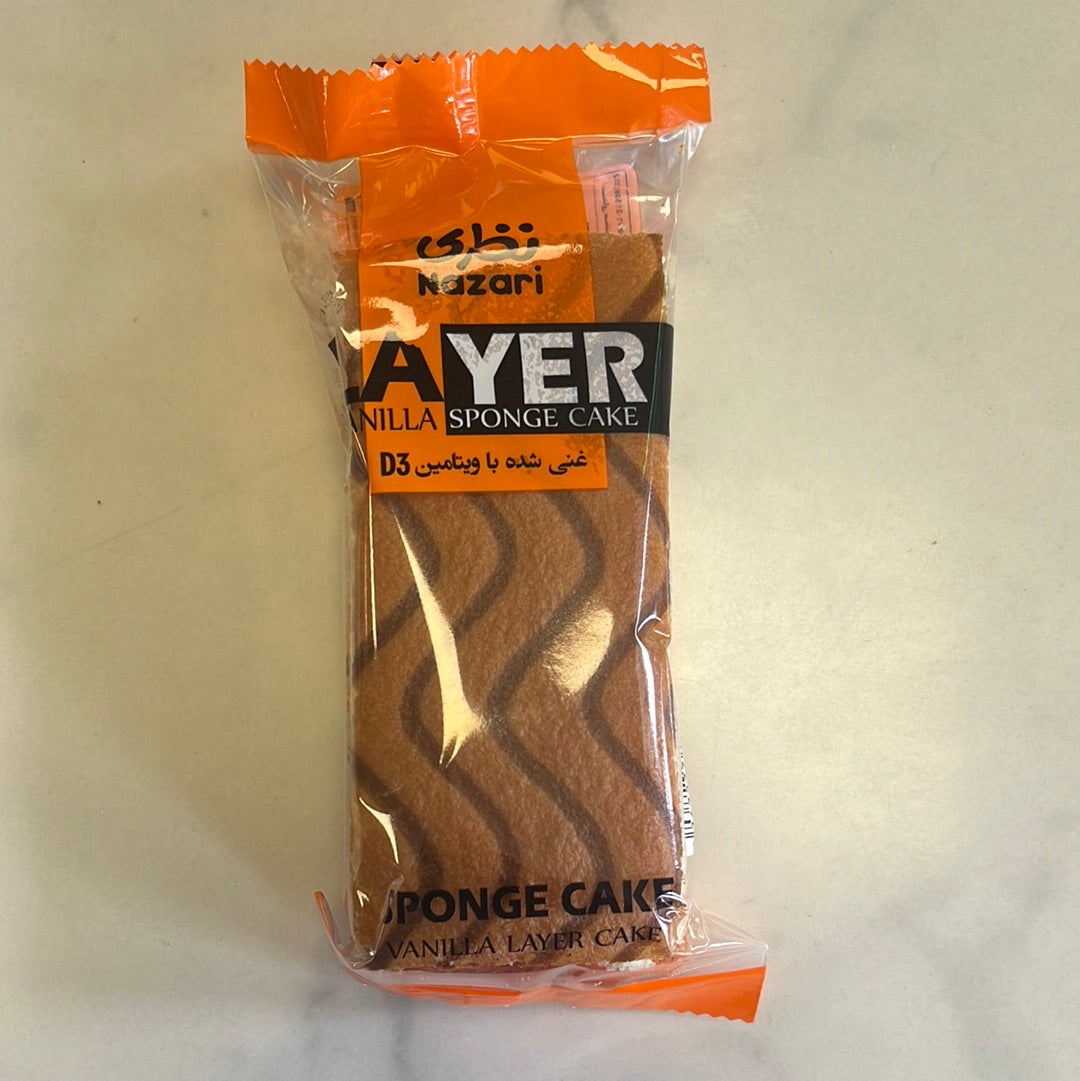 نظری
Nazari
LAYER
VANILLA SPONGE CAKE
غنی شده با ویتامین D3
SPONGE CAKE
VANILLA LAYER CAKE